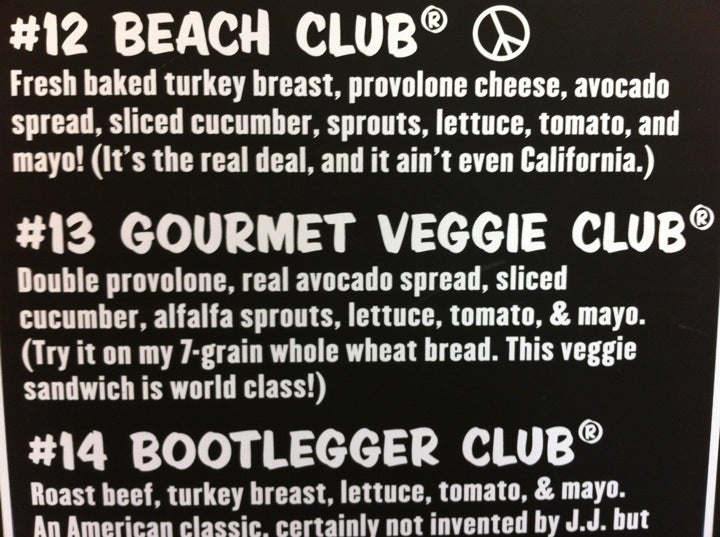 #12 BEACH CLUB®
Fresh baked turkey breast, provolone cheese, avocado
spread, sliced cucumber, sprouts, lettuce, tomato, and
mayo! (It's the real deal, and it ain't even California.)
#13 GOURMET VEGGIE CLUB®
Double provolone, real avocado spread, sliced
cucumber, alfalfa sprouts, lettuce, tomato, & mayo.
(Try it on my 7-grain whole wheat bread. This veggie
sandwich is world class!)
#14 BOOTLEGGER CLUB®
Roast beef, turkey breast, lettuce, tomato, & mayo.
An American classic, certainly not invented by J.J. but